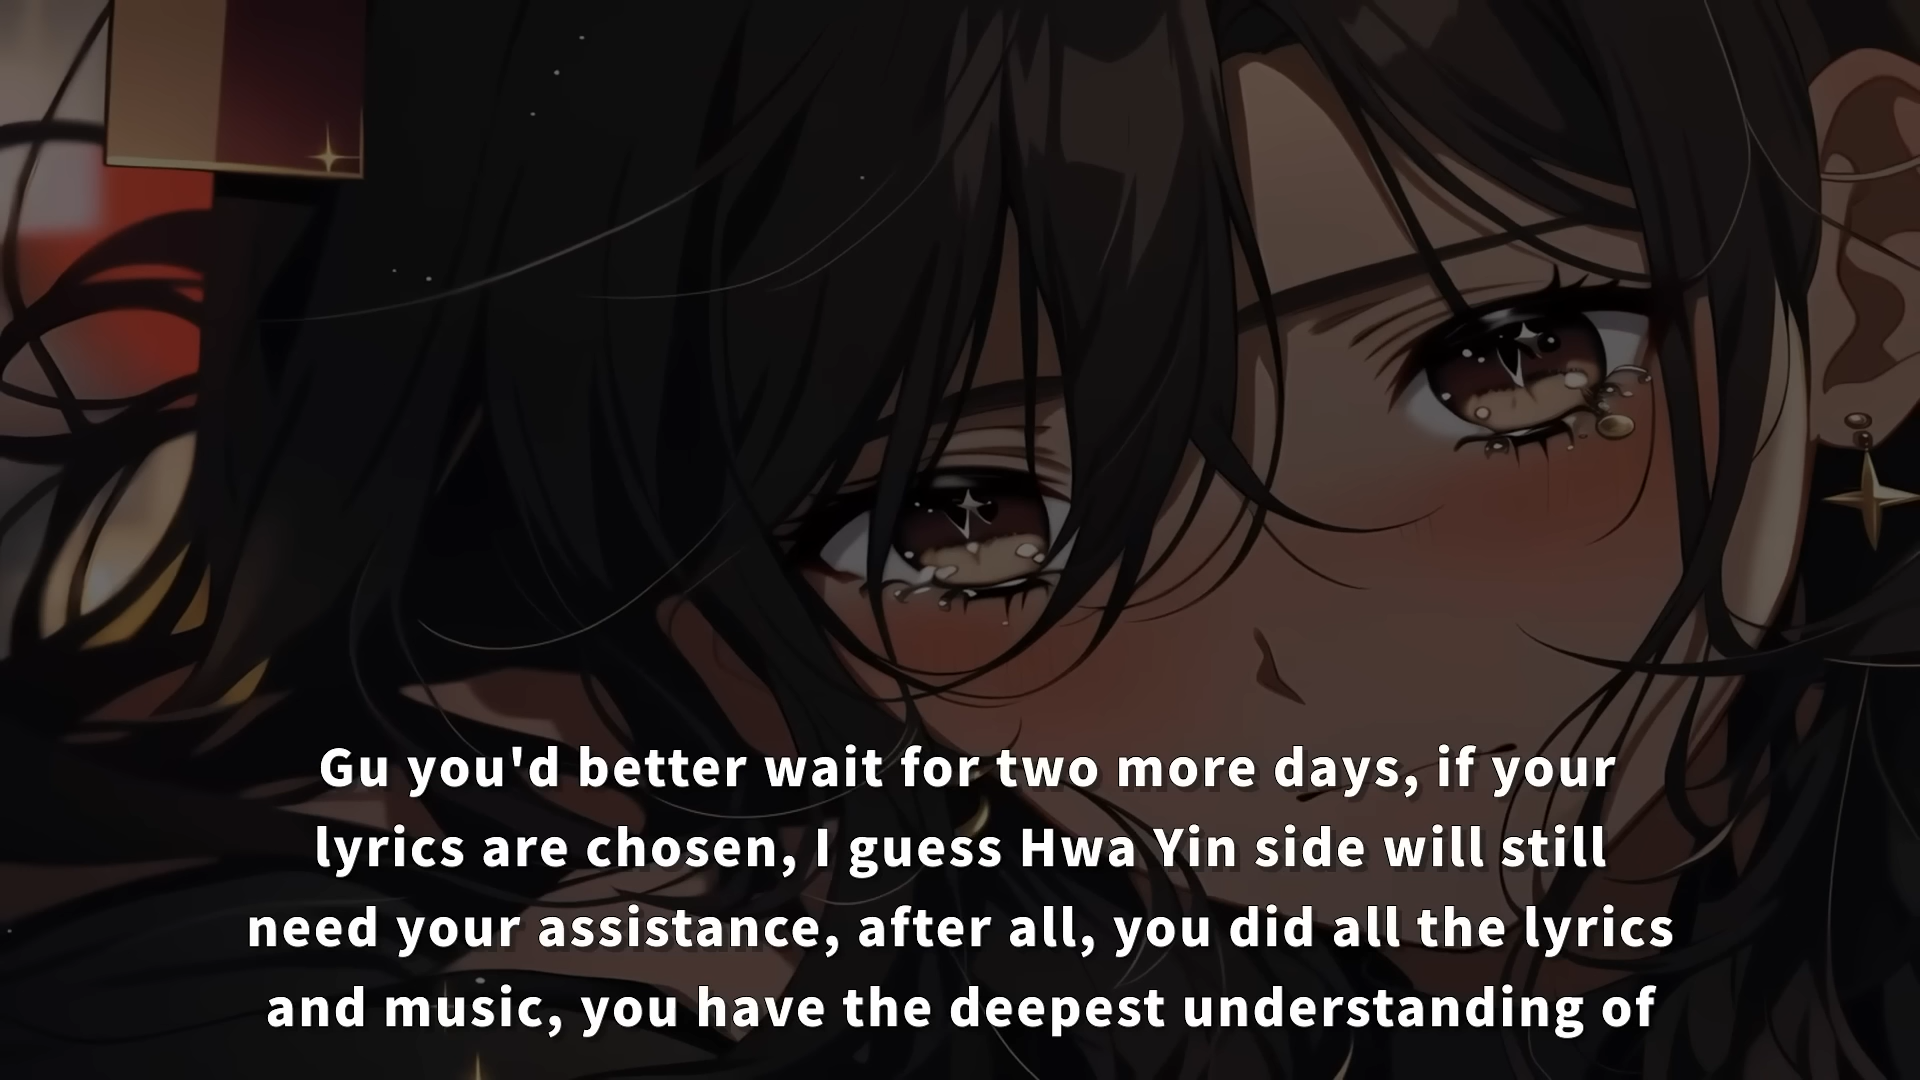 Gu you'd better wait for two more days, if your
lyrics are chosen, I guess Hwa Yin side will still
need your assistance, after all, you did all the lyrics
and music, you have the deepest understanding of